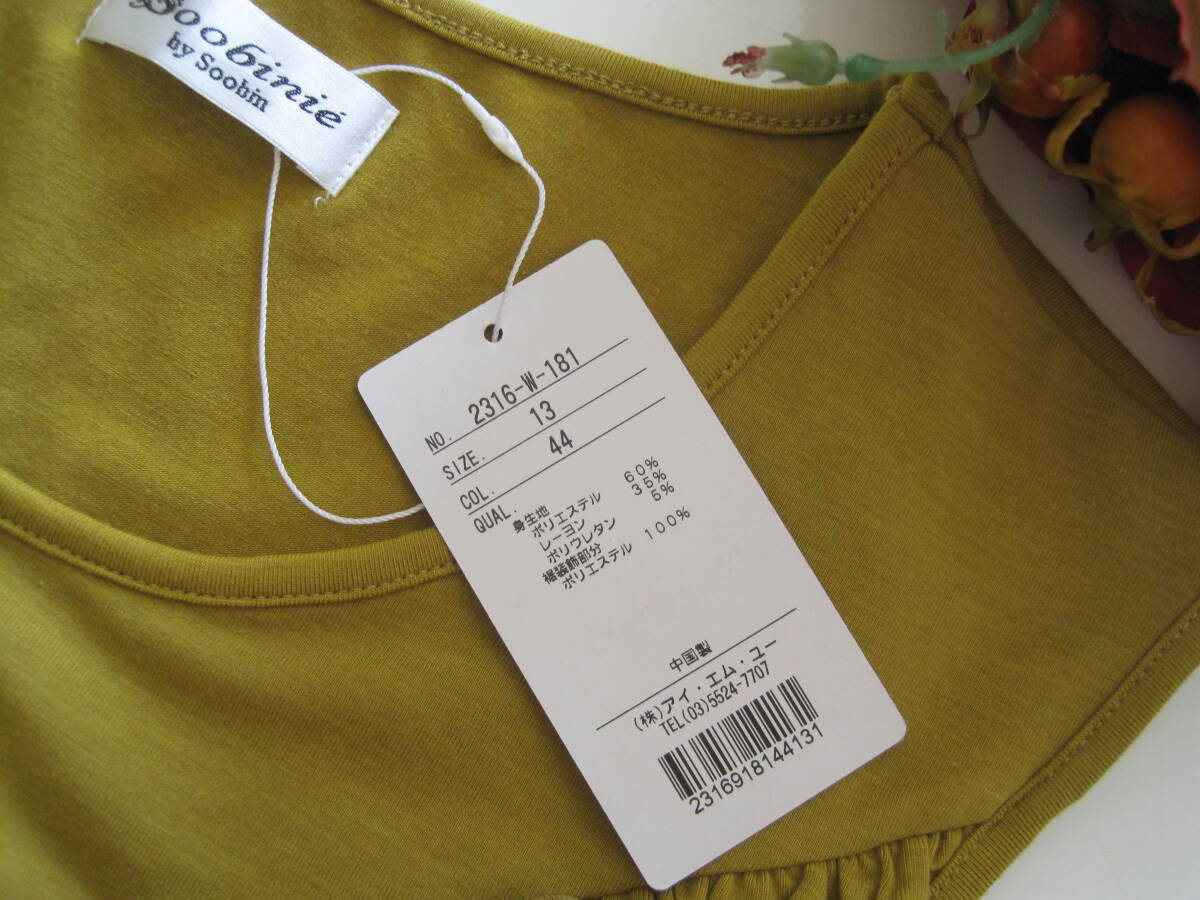 Soobinié
by Soobin
NO. 2316-W-181
SIZE. 13
COL. 44
QUAL.
身生地
ポリエステル 60%
レーヨン 35%
ポリウレタン 5%
裾装飾部分
ポリエステル 100%
中国製
(株)アイ・エム・ユー
TEL(03)5524-7707
2316918144131